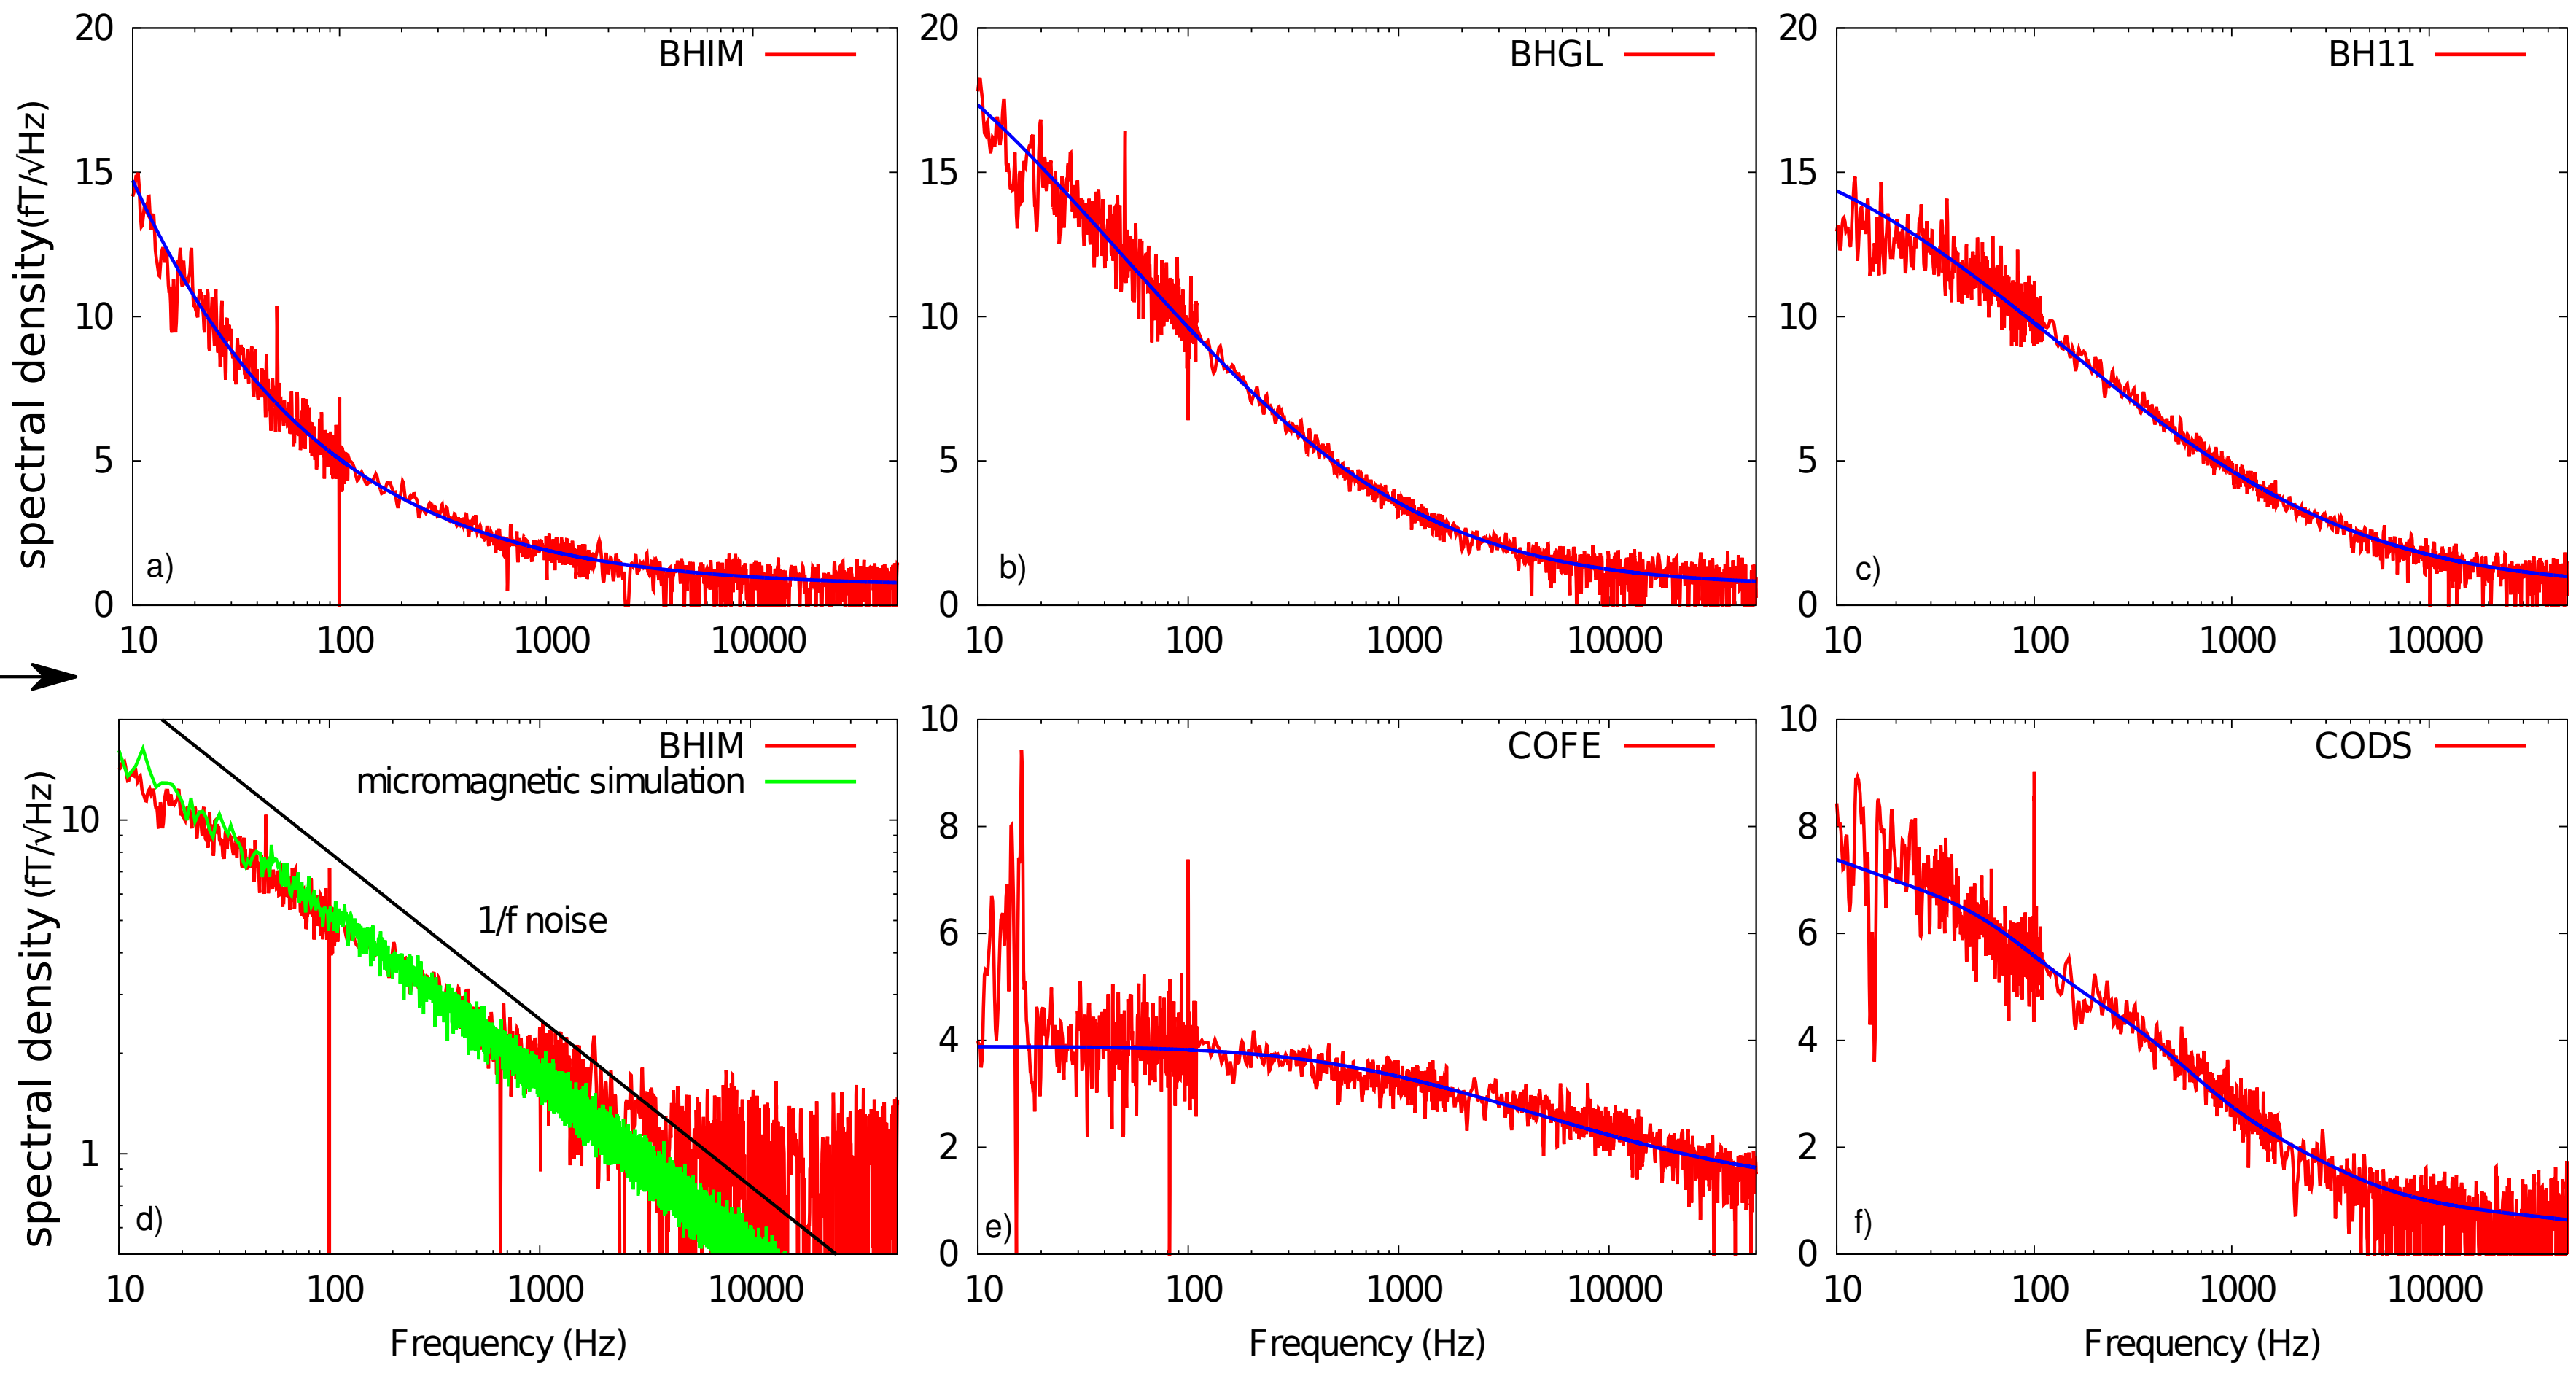 spectral density(fT/√Hz)
20
15
10
5
0
BHIM
a)
10 100 1000 10000
20
15
10
5
0
BHGL
b)
10 100 1000 10000
20
15
10
5
0
BH11
c)
10 100 1000 10000
spectral density (fT/√Hz)
10
1
BHIM
micromagnetic simulation
1/f noise
d)
10 100 1000 10000
Frequency (Hz)
10
8
6
4
2
0
COFE
e)
10 100 1000 10000
Frequency (Hz)
10
8
6
4
2
0
CODS
f)
10 100 1000 10000
Frequency (Hz)